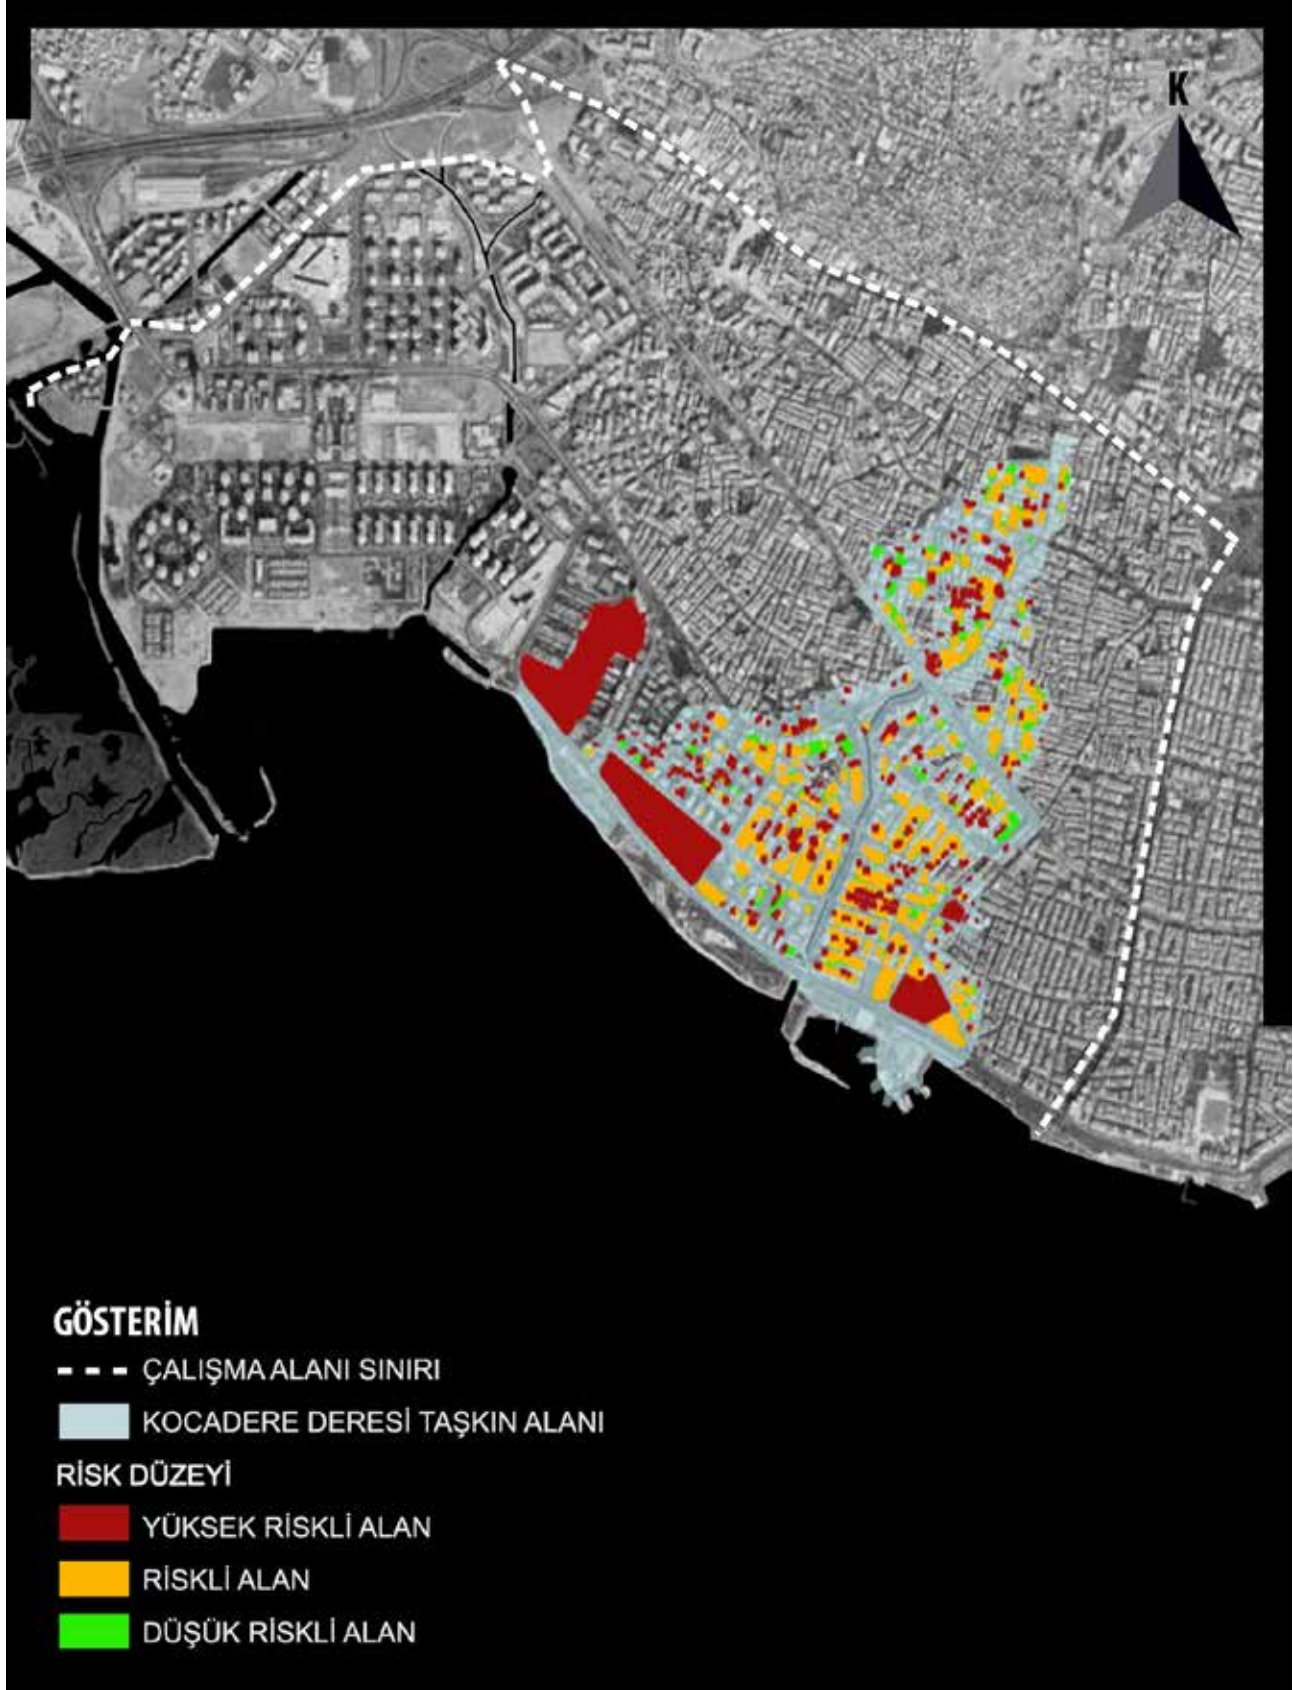 K
GÖSTERİM
ÇALIŞMA ALANI SINIRI
KOCADERE DERESİ TAŞKIN ALANI
RİSK DÜZEYİ
YÜKSEK RİSKLİ ALAN
RİSKLİ ALAN
DÜŞÜK RİSKLİ ALAN